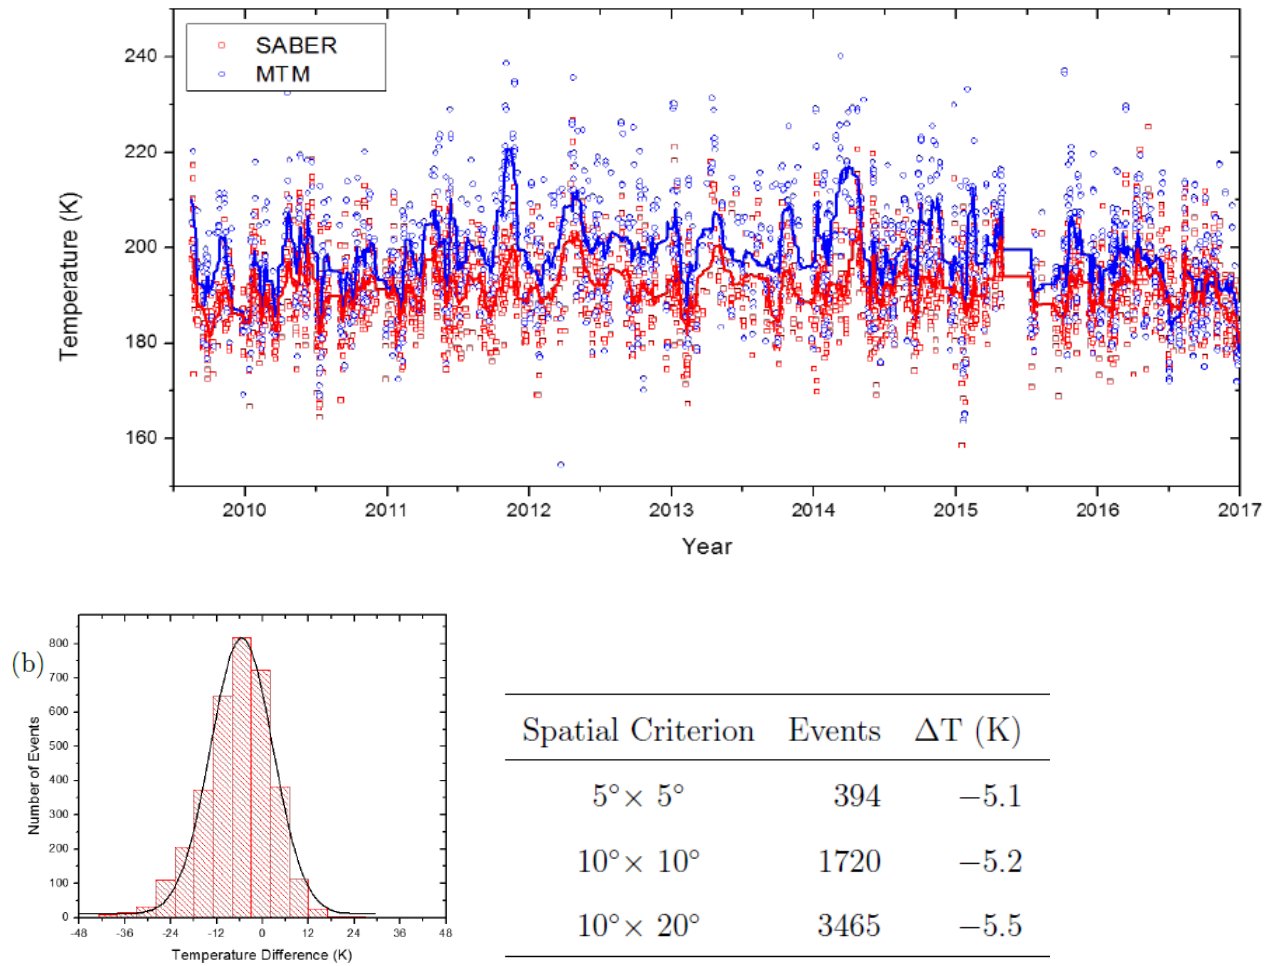 240
220
200
180
160
Temperature (K)
SABER
MTM
2010 2011 2012 2013 2014 2015 2016 2017
Year
(b)
800
700
600
500
400
300
200
100
0
Number of Events
-48 -36 -24 -12 0 12 24 36 48
Temperature Difference (K)
Spatial Criterion Events ΔT (K)
5°× 5° 394 −5.1
10°× 10° 1720 −5.2
10°× 20° 3465 −5.5